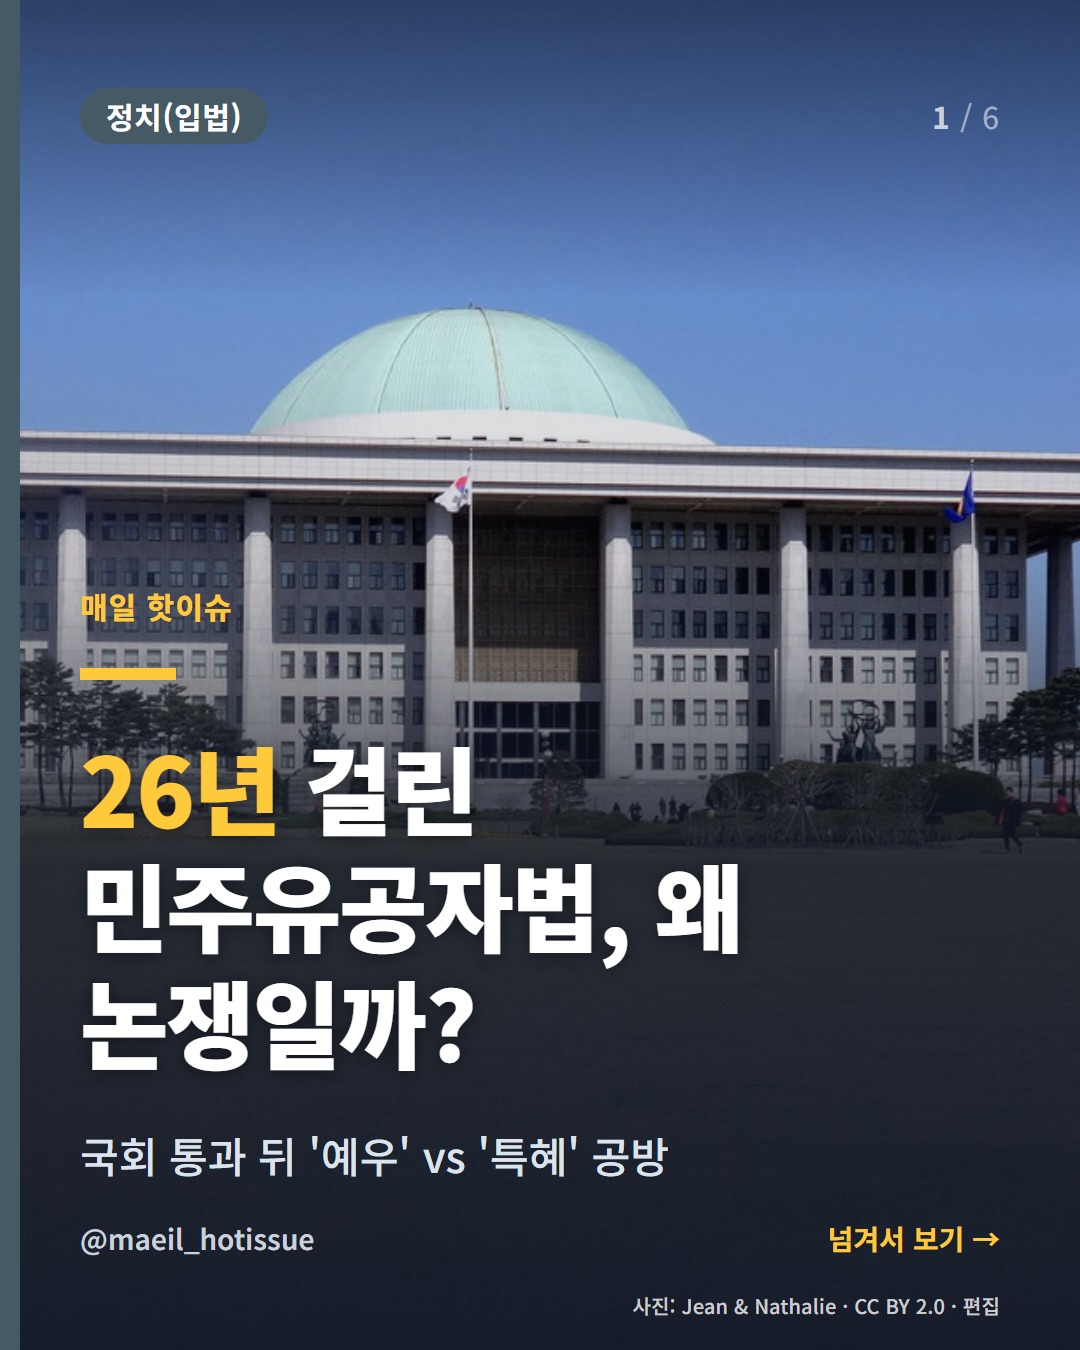 정치(입법)
1 / 6
매일 핫이슈
26년 걸린
민주유공자법, 왜
논쟁일까?
국회 통과 뒤 '예우' vs '특혜' 공방
@maeil_hotissue
넘겨서 보기 →
사진: Jean & Nathalie · CC BY 2.0 · 편집